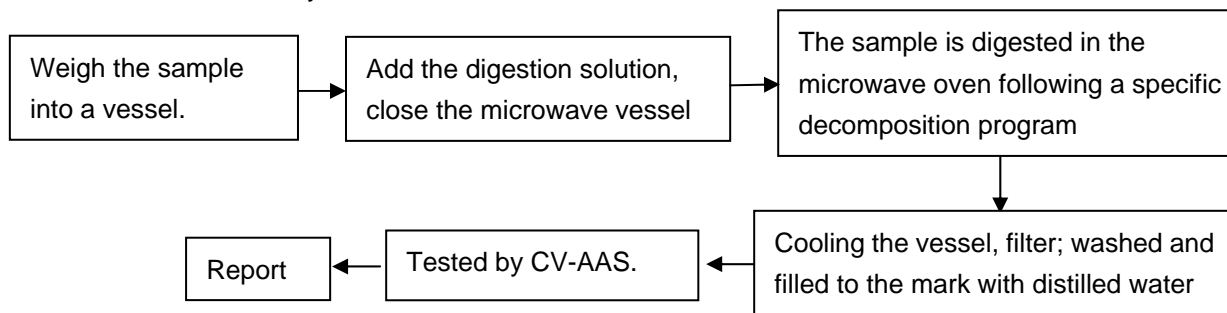 Weigh the sample
into a vessel.
Add the digestion solution,
close the microwave vessel
The sample is digested in the
microwave oven following a specific
decomposition program
Cooling the vessel, filter; washed and
filled to the mark with distilled water
Tested by CV-AAS.
Report